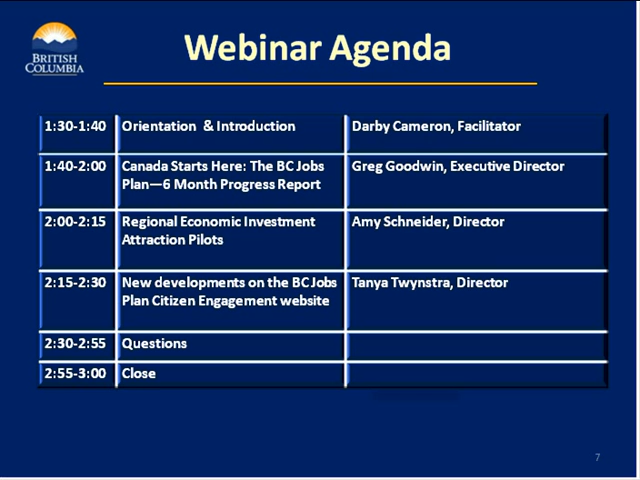 BRITISH
COLUMBIA
Webinar Agenda
1:30-1:40 Orientation & Introduction Darby Cameron, Facilitator
1:40-2:00 Canada Starts Here: The BC Jobs Greg Goodwin, Executive Director
Plan—6 Month Progress Report
2:00-2:15 Regional Economic Investment Amy Schneider, Director
Attraction Pilots
2:15-2:30 New developments on the BC Jobs Tanya Twynstra, Director
Plan Citizen Engagement website
2:30-2:55 Questions
2:55-3:00 Close
7